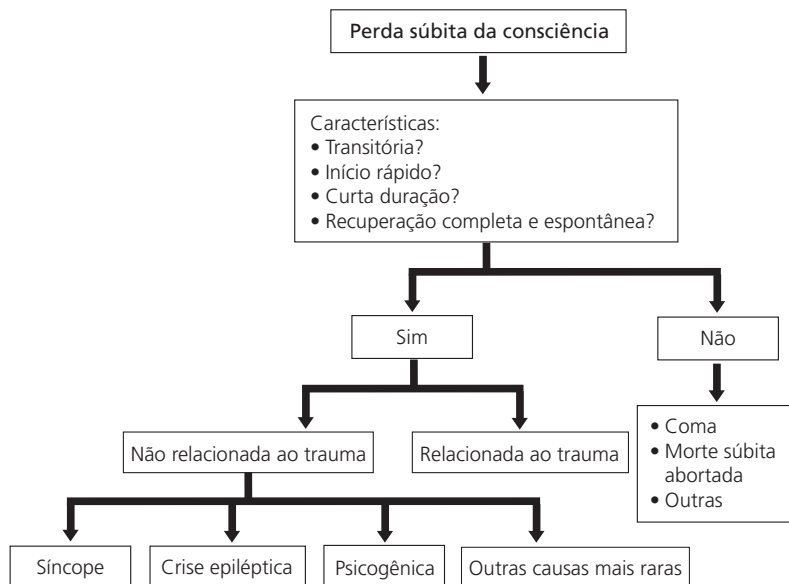 Perda súbita da consciência
Características:
• Transitória?
• Início rápido?
• Curta duração?
• Recuperação completa e espontânea?
Sim
Não
Não relacionada ao trauma
Relacionada ao trauma
• Coma
• Morte súbita
abortada
• Outras
Síncope
Crise epiléptica
Psicogênica
Outras causas mais raras